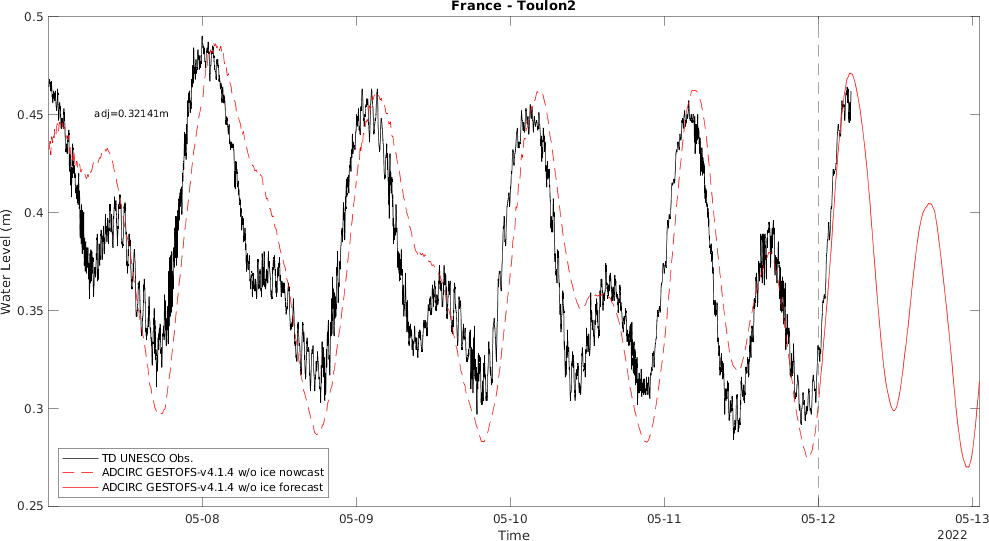 France - Toulon2
0.5
0.45
0.4
0.35
0.3
0.25
Water Level (m)
adj=0.32141m
TD UNESCO Obs.
ADCIRC GESTOFS-v4.1.4 w/o ice nowcast
ADCIRC GESTOFS-v4.1.4 w/o ice forecast
05-08
05-09
05-10
05-11
05-12
05-13
Time
2022